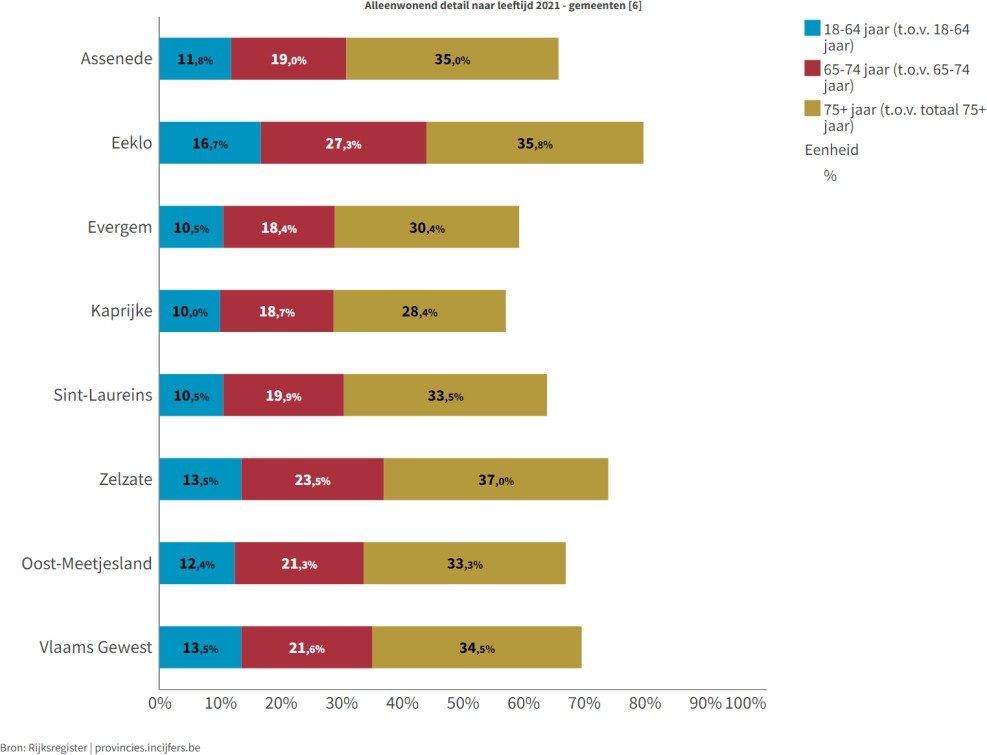 Alleenwonend detail naar leeftijd 2021 - gemeenten [6]
18-64 jaar (t.o.v. 18-64
jaar)
65-74 jaar (t.o.v. 65-74
jaar)
75+ jaar (t.o.v. totaal 75+
jaar)
Eenheid
%
Assenede 11,8% 19,0% 35,0%
Eeklo 16,7% 27,3% 35,8%
Evergem 10,5% 18,4% 30,4%
Kaprijke 10,0% 18,7% 28,4%
Sint-Laureins 10,5% 19,9% 33,5%
Zelzate 13,5% 23,5% 37,0%
Oost-Meetjesland 12,4% 21,3% 33,3%
Vlaams Gewest 13,5% 21,6% 34,5%
0% 10% 20% 30% 40% 50% 60% 70% 80% 90% 100%
Bron: Rijksregister | provincies.incijfers.be